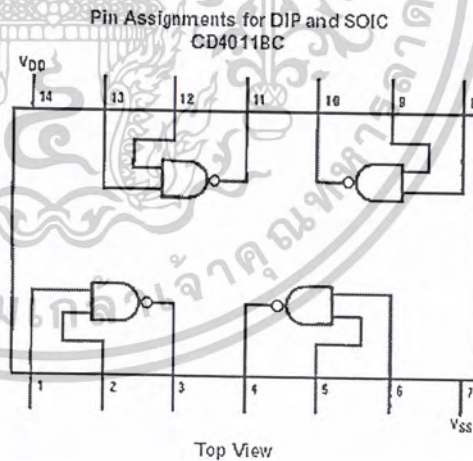 Pin Assignments for DIP and SOIC
CD4011BC
VDD
14 13 12 11 10 9
1 2 3 4 5 6 7
VSS
Top View